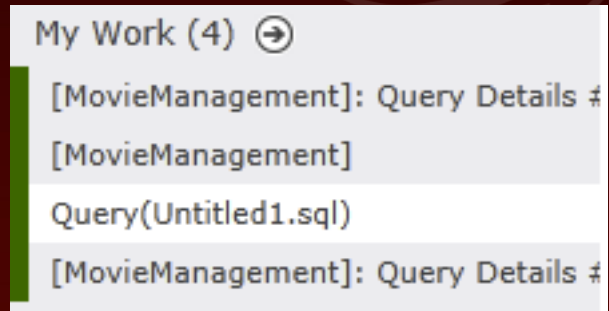 My Work (4)
[MovieManagement]: Query Details #
[MovieManagement]
Query(Untitled1.sql)
[MovieManagement]: Query Details #